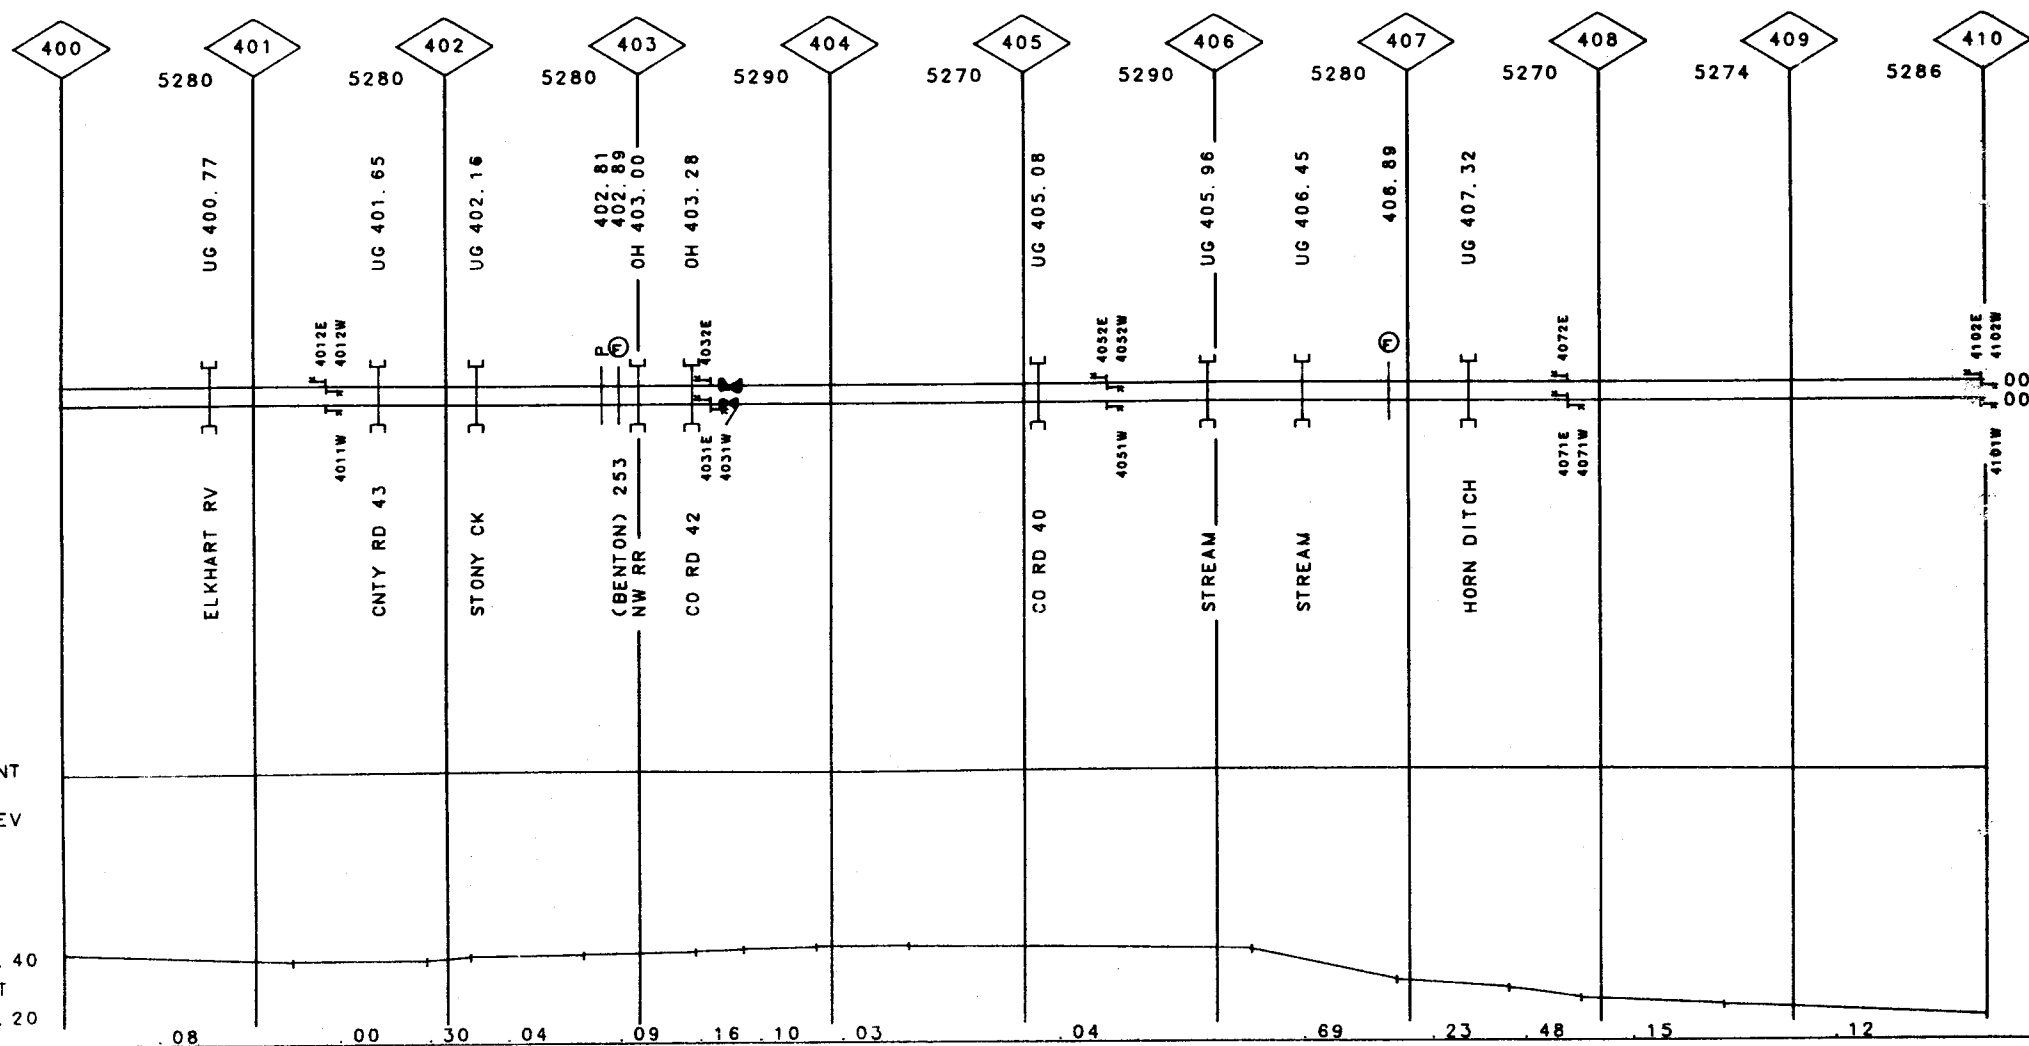 400 401 402 403 404 405 406 407 408 409 410
5280 5280 5280 5290 5270 5290 5280 5270 5274 5286
UG 400.77
UG 401.65
UG 402.16
402.81
402.89
OH 403.00
OH 403.28
UG 405.08
UG 405.96
UG 406.45
406.89
UG 407.32
4012E
4012W
P
E
4032E
4052E
4052W
E
4072E
4102E
4102W
00
00
4011W
4031E
4031W
4051W
4071E
4071W
4101W
ELKHART RV
CNTY RD 43
STONY CK
(BENTON) 253
NW RR
CO RD 42
CO RD 40
STREAM
STREAM
HORN DITCH
NT
EV
.40
T
.20
.08 .00 .30 .04 .09 .16 .10 .03 .04 .69 .23 .48 .15 .12